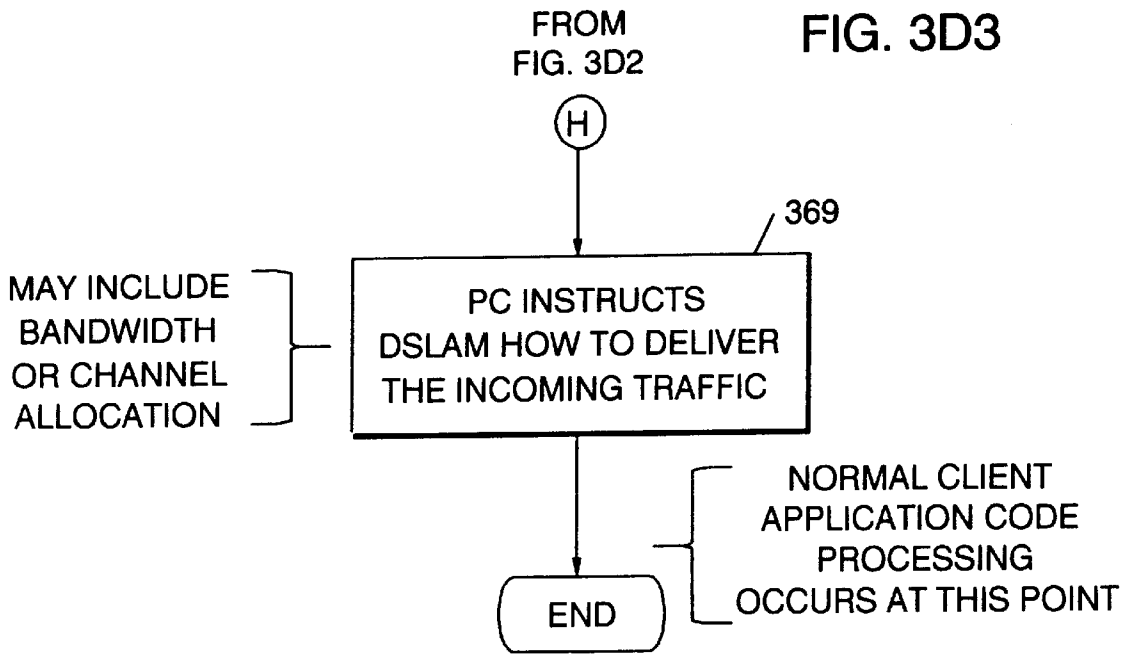 FROM
FIG. 3D2
FIG. 3D3
H
369
MAY INCLUDE
BANDWIDTH
OR CHANNEL
ALLOCATION
PC INSTRUCTS
DSLAM HOW TO DELIVER
THE INCOMING TRAFFIC
NORMAL CLIENT
APPLICATION CODE
PROCESSING
OCCURS AT THIS POINT
END